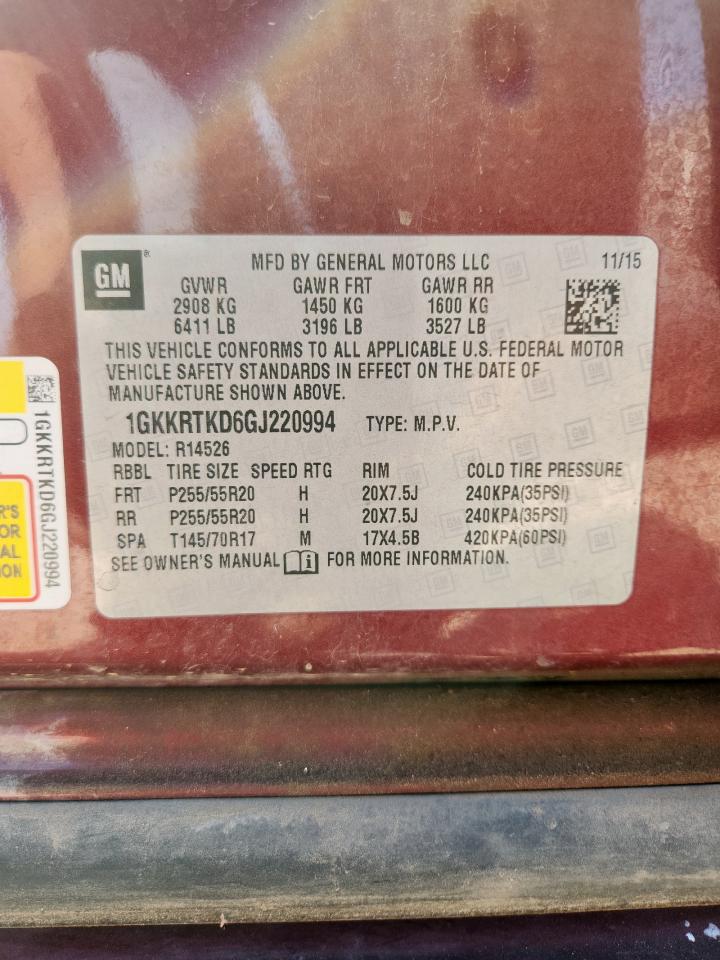 GM ®
MFD BY GENERAL MOTORS LLC 11/15
GVWR GAWR FRT GAWR RR
2908 KG 1450 KG 1600 KG
6411 LB 3196 LB 3527 LB
THIS VEHICLE CONFORMS TO ALL APPLICABLE U.S. FEDERAL MOTOR
VEHICLE SAFETY STANDARDS IN EFFECT ON THE DATE OF
MANUFACTURE SHOWN ABOVE.
1GKKRTKD6GJ220994 TYPE: M.P.V.
MODEL: R14526
RBBL TIRE SIZE SPEED RTG RIM COLD TIRE PRESSURE
FRT P255/55R20 H 20X7.5J 240KPA(35PSI)
RR P255/55R20 H 20X7.5J 240KPA(35PSI)
SPA T145/70R17 M 17X4.5B 420KPA(60PSI)
SEE OWNER'S MANUAL i FOR MORE INFORMATION.
1GKKRTKD6GJ220994
R'S
OR
AL
ON